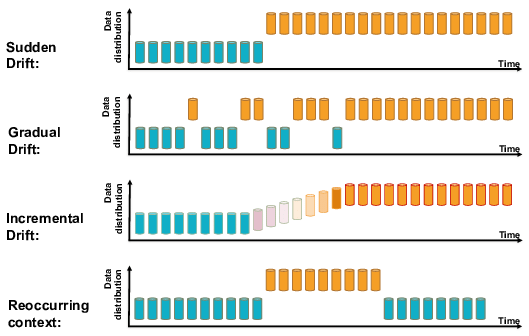 Sudden
Drift:
Data
distribution
Time
Gradual
Drift:
Data
distribution
Time
Incremental
Drift:
Data
distribution
Time
Reoccurring
context:
Data
distribution
Time